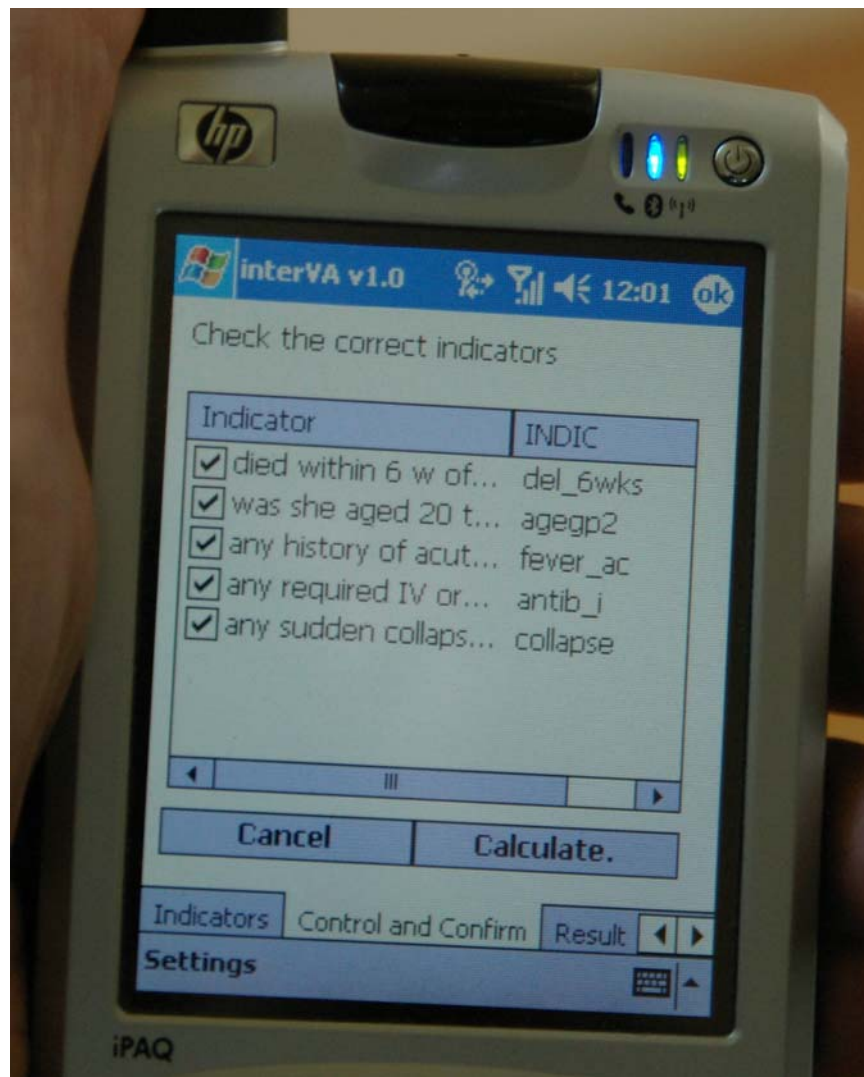 hp
interVA v1.0 12:01 ok
Check the correct indicators
Indicator INDIC
died within 6 w of... del_6wks
was she aged 20 t... agegp2
any history of acut... fever_ac
any required IV or... antib_i
any sudden collaps... collapse
Cancel Calculate.
Indicators Control and Confirm Result
Settings
iPAQ